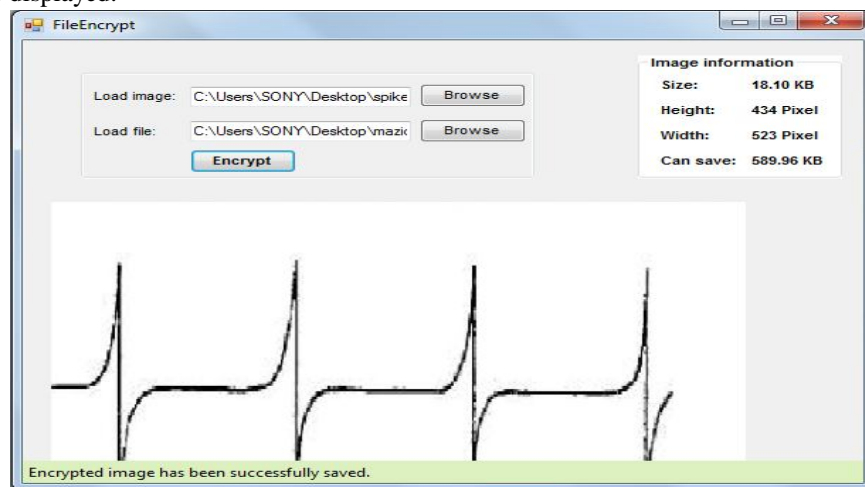 displayed.
FileEncrypt
Load image: C:\Users\SONY\Desktop\spike Browse
Load file: C:\Users\SONY\Desktop\mazi Browse
Encrypt
Image information
Size: 18.10 KB
Height: 434 Pixel
Width: 523 Pixel
Can save: 589.96 KB
Encrypted image has been successfully saved.